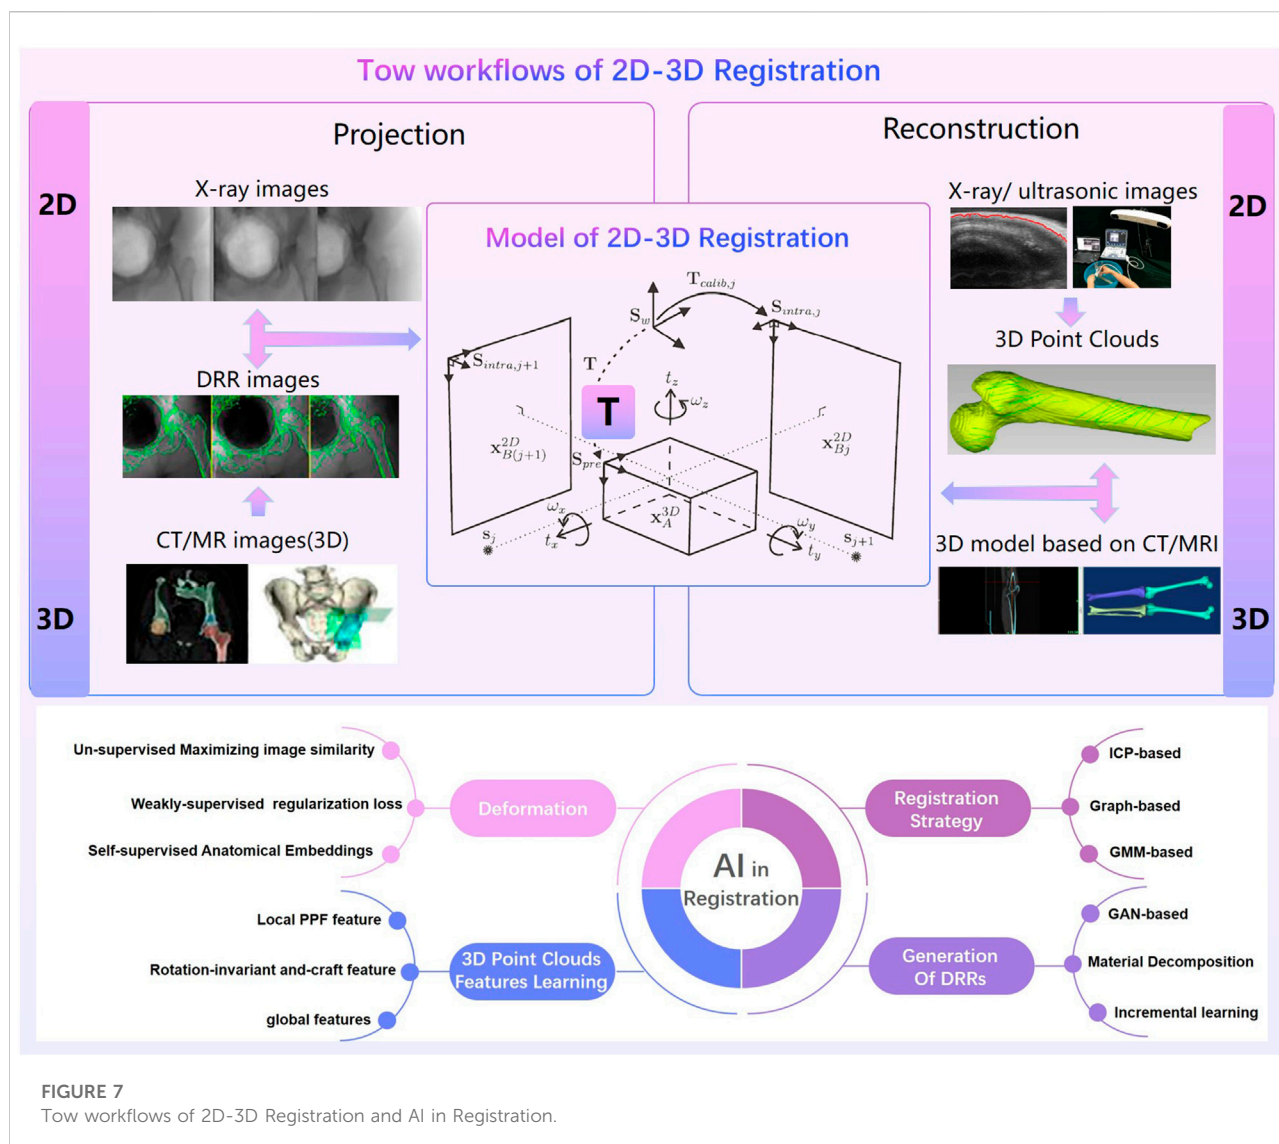 Tow workflows of 2D-3D Registration
Projection
2D
3D
X-ray images
DRR images
CT/MR images(3D)
Model of 2D-3D Registration
T_calib,j
S_w
S_intra,j
S_intra,j+1
T
T
t_z
ω_z
x^2D_B(j+1)
x^2D_Bj
S_pre
x^3D_A
ω_x
t_x
s_j
ω_y
t_y
s_j+1
Reconstruction
2D
3D
X-ray/ ultrasonic images
3D Point Clouds
3D model based on CT/MRI
AI in
Registration
Deformation
Un-supervised Maximizing image similarity
Weakly-supervised regularization loss
Self-supervised Anatomical Embeddings
3D Point Clouds
Features Learning
Local PPF feature
Rotation-invariant and-craft feature
global features
Registration
Strategy
ICP-based
Graph-based
GMM-based
Generation
Of DRRs
GAN-based
Material Decomposition
Incremental learning
FIGURE 7
Tow workflows of 2D-3D Registration and AI in Registration.